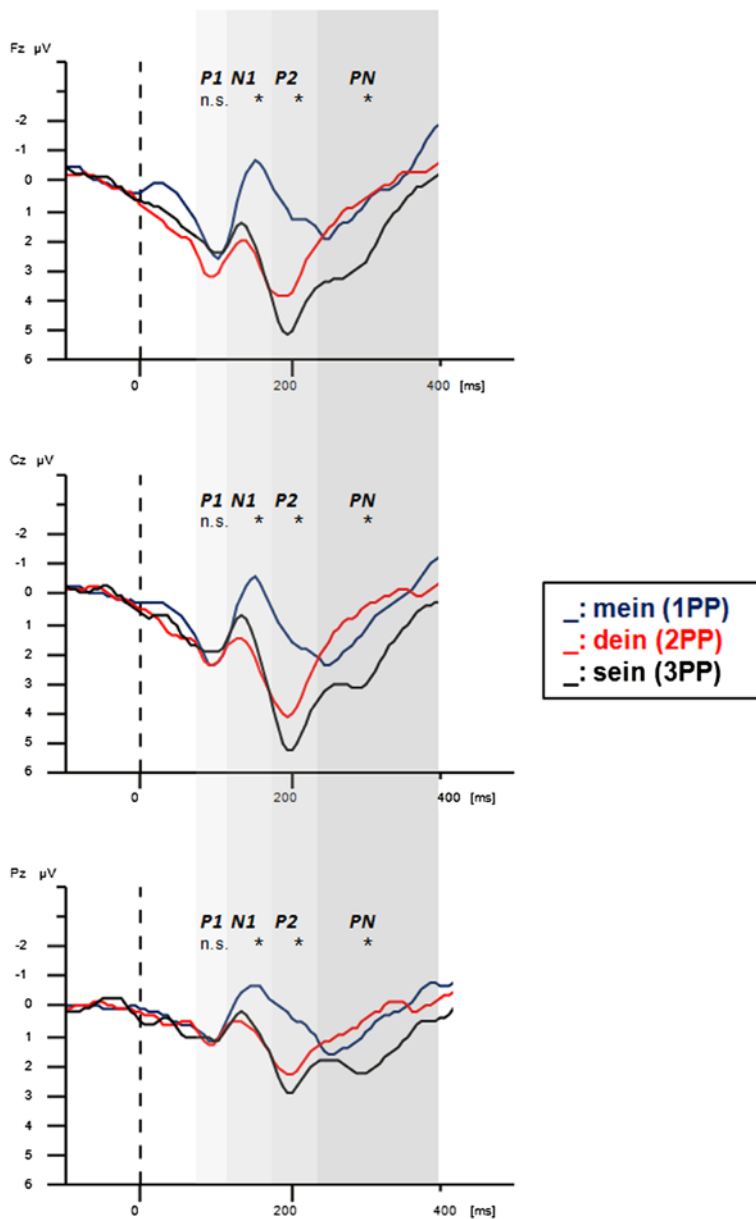 Fz µV
P1 N1 P2 PN
n.s. * * *
-2
-1
0
1
2
3
4
5
6
0 200 400 [ms]
Cz µV
P1 N1 P2 PN
n.s. * * *
-2
-1
0
1
2
3
4
5
6
0 200 400 [ms]
_: mein (1PP)
_: dein (2PP)
_: sein (3PP)
Pz µV
P1 N1 P2 PN
n.s. * * *
-2
-1
0
1
2
3
4
5
6
0 200 400 [ms]